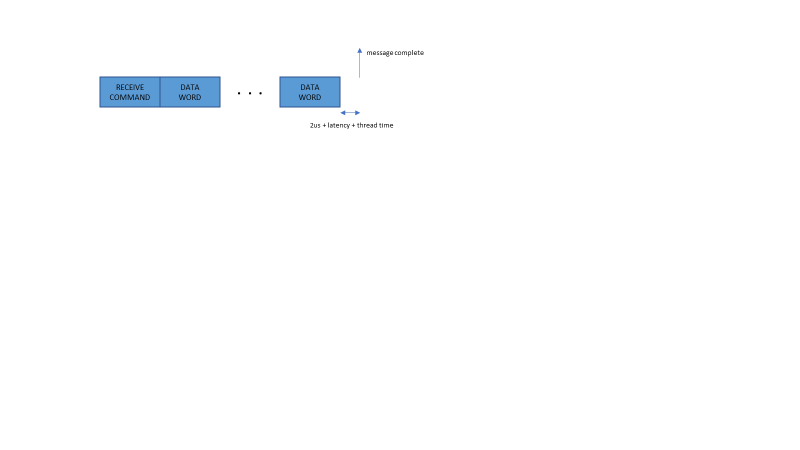 message complete
RECEIVE
COMMAND
DATA
WORD
. . .
DATA
WORD
2us + latency + thread time